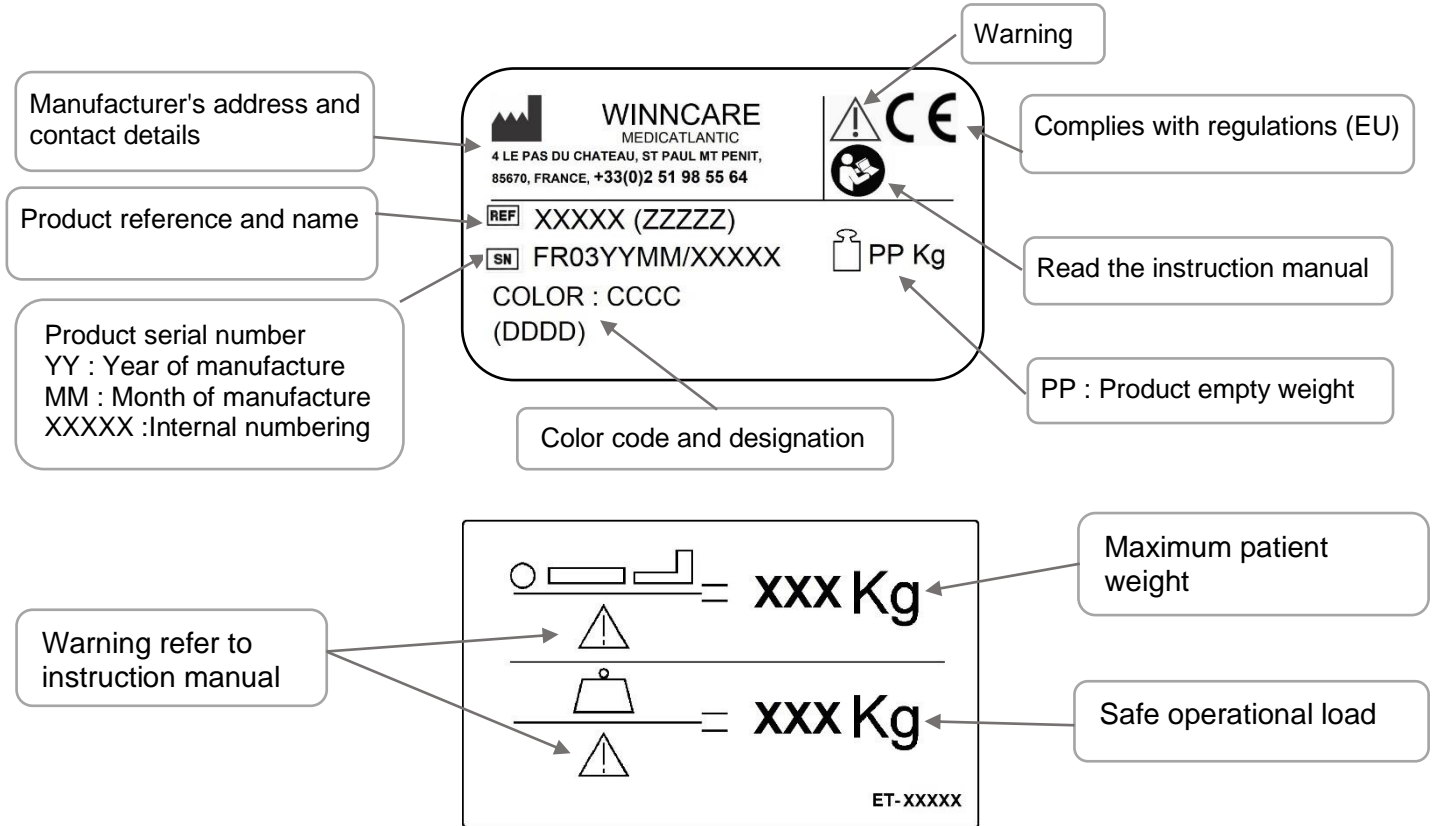 Warning
Manufacturer's address and
contact details
WINNCARE
MEDICATLANTIC
4 LE PAS DU CHATEAU, ST PAUL MT PENIT,
85670, FRANCE, +33(0)2 51 98 55 64
CE
Complies with regulations (EU)
Product reference and name
REF XXXXX (ZZZZZ)
SN FR03YYMM/XXXXX
PP Kg
COLOR : CCCC
(DDDD)
Read the instruction manual
Product serial number
YY : Year of manufacture
MM : Month of manufacture
XXXXX :Internal numbering
PP : Product empty weight
Color code and designation
= XXX Kg
Maximum patient
weight
Warning refer to
instruction manual
= XXX Kg
Safe operational load
ET-XXXXX